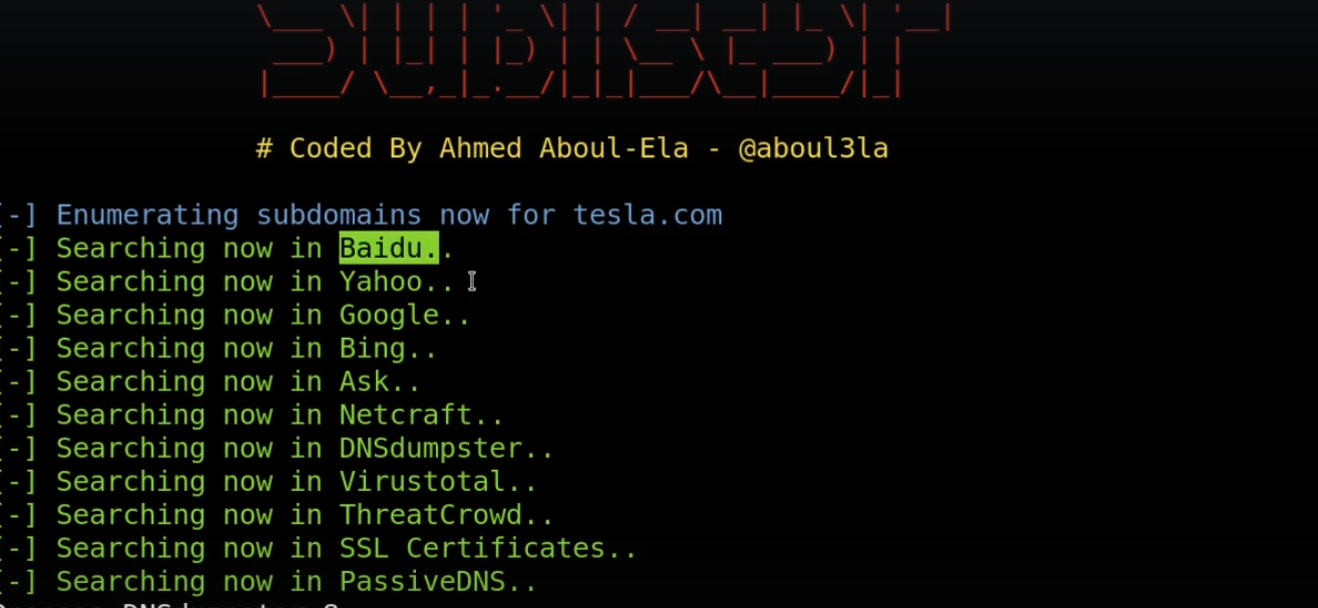 # Coded By Ahmed Aboul-Ela - @aboul3la
[-] Enumerating subdomains now for tesla.com
[-] Searching now in Baidu..
[-] Searching now in Yahoo..
[-] Searching now in Google..
[-] Searching now in Bing..
[-] Searching now in Ask..
[-] Searching now in Netcraft..
[-] Searching now in DNSdumpster..
[-] Searching now in Virustotal..
[-] Searching now in ThreatCrowd..
[-] Searching now in SSL Certificates..
[-] Searching now in PassiveDNS..